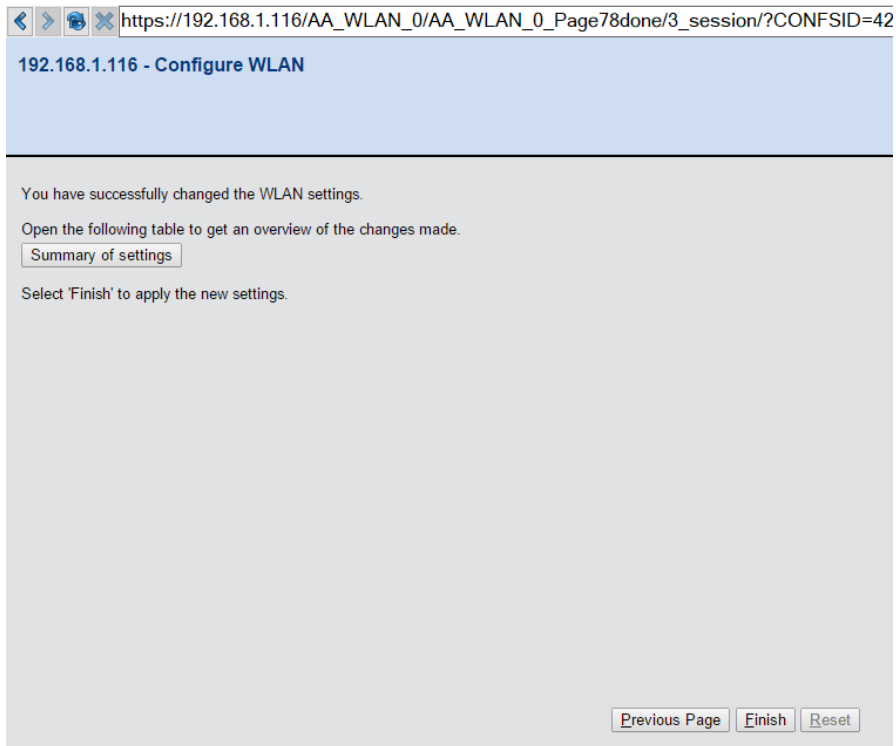 https://192.168.1.116/AA_WLAN_0/AA_WLAN_0_Page78done/3_session/?CONFSID=42
192.168.1.116 - Configure WLAN
You have successfully changed the WLAN settings.
Open the following table to get an overview of the changes made.
Summary of settings
Select 'Finish' to apply the new settings.
Previous Page Finish Reset